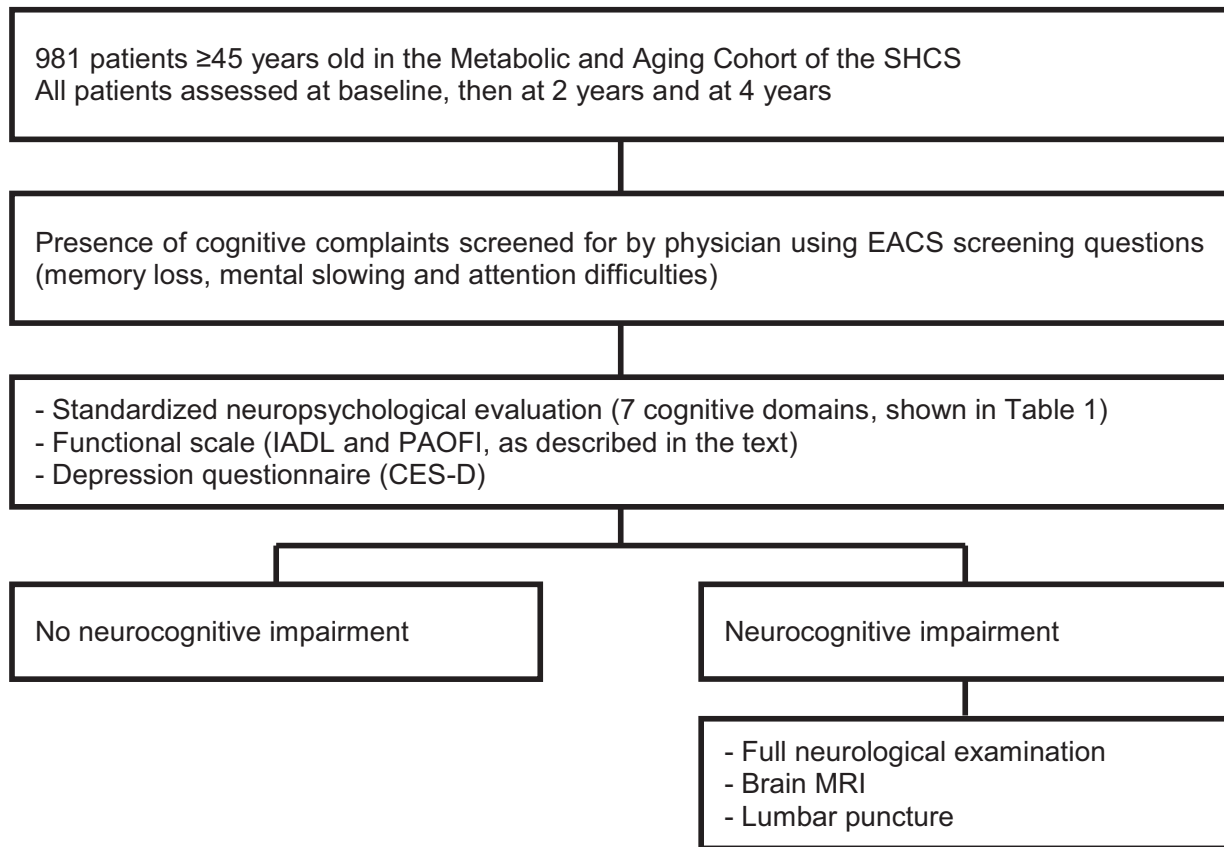 981 patients ≥45 years old in the Metabolic and Aging Cohort of the SHCS
All patients assessed at baseline, then at 2 years and at 4 years
Presence of cognitive complaints screened for by physician using EACS screening questions
(memory loss, mental slowing and attention difficulties)
- Standardized neuropsychological evaluation (7 cognitive domains, shown in Table 1)
- Functional scale (IADL and PAOFI, as described in the text)
- Depression questionnaire (CES-D)
No neurocognitive impairment
Neurocognitive impairment
- Full neurological examination
- Brain MRI
- Lumbar puncture